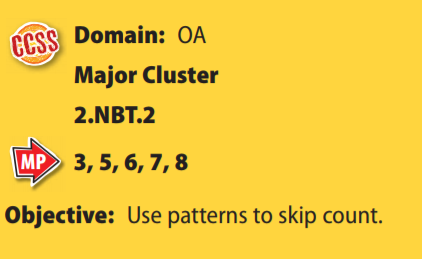 CCSS Domain: OA
Major Cluster
2.NBT.2
MP 3, 5, 6, 7, 8
Objective: Use patterns to skip count.